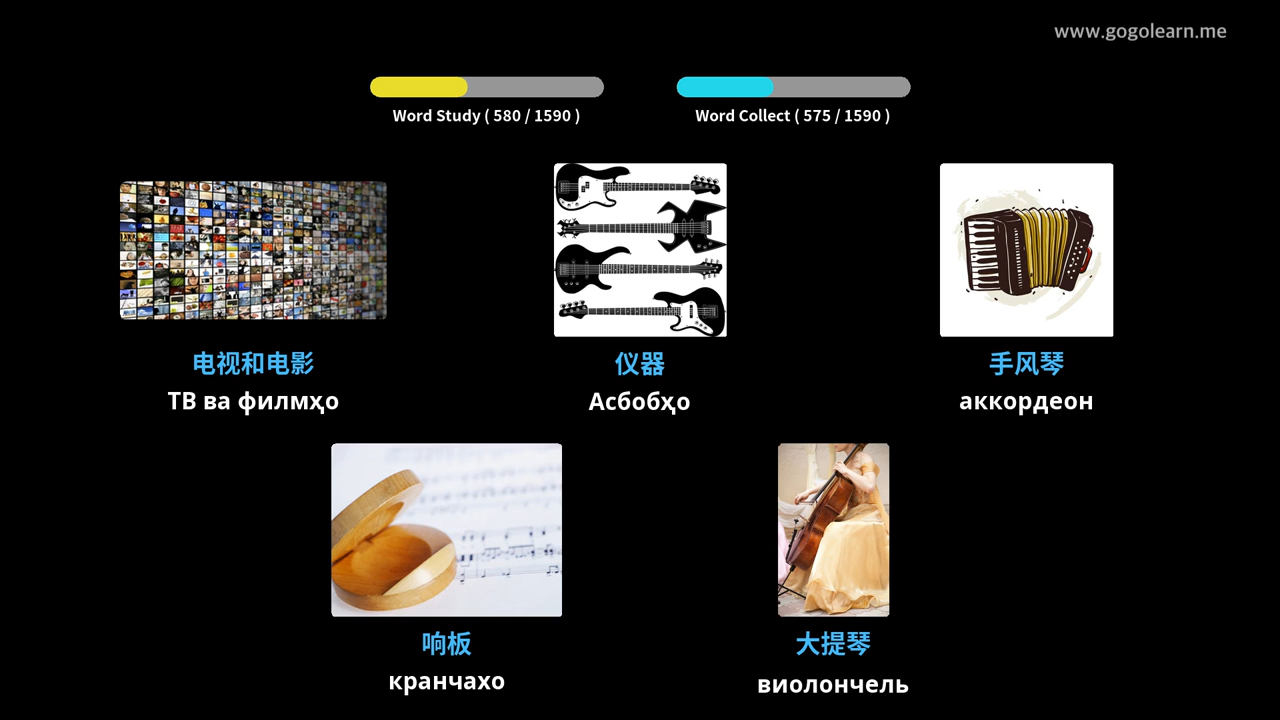 www.gogolearn.me
Word Study ( 580 / 1590 )
Word Collect ( 575 / 1590 )
电视和电影
ТВ ва филмҳо
仪器
Асбобҳо
手风琴
аккордеон
响板
кранчахо
大提琴
виолончель